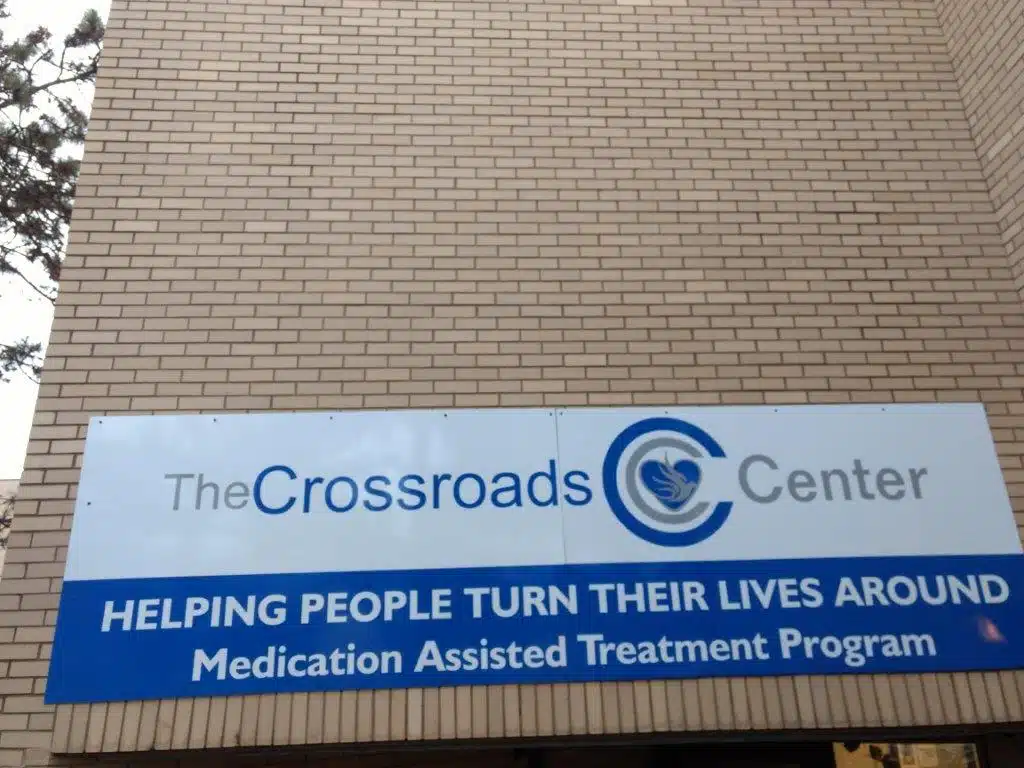 TheCrossroads Center
HELPING PEOPLE TURN THEIR LIVES AROUND
Medication Assisted Treatment Program